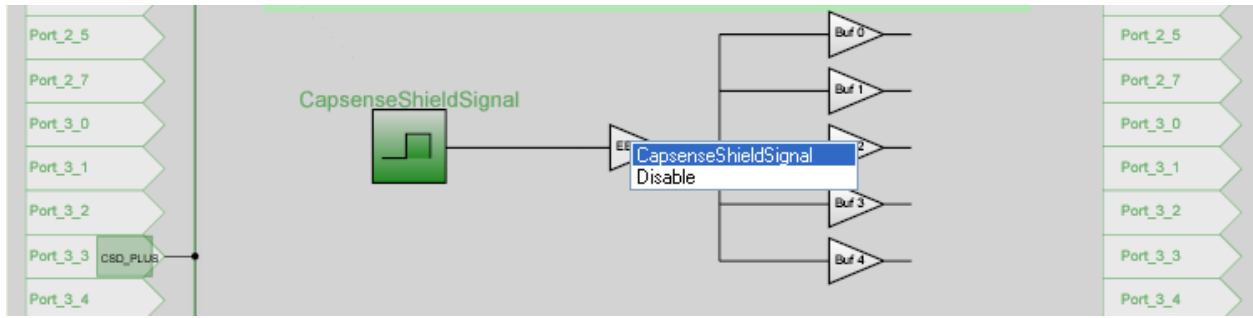 Port_2_5
Port_2_7
Port_3_0
Port_3_1
Port_3_2
Port_3_3 CSD_PLUS
Port_3_4
CapsenseShieldSignal
CapsenseShieldSignal
Disable
Buf 0
Buf 1
Buf 3
Buf 4
Port_2_5
Port_2_7
Port_3_0
Port_3_1
Port_3_2
Port_3_3
Port_3_4